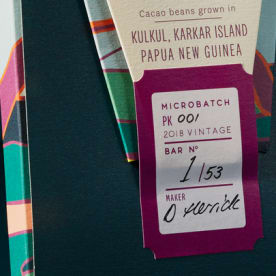 Cacao beans grown in
KULKUL, KARKAR ISLAND
PAPUA NEW GUINEA
MICROBATCH
PK 001
2018 VINTAGE
BAR Nº
1/53
MAKER
D Herrick